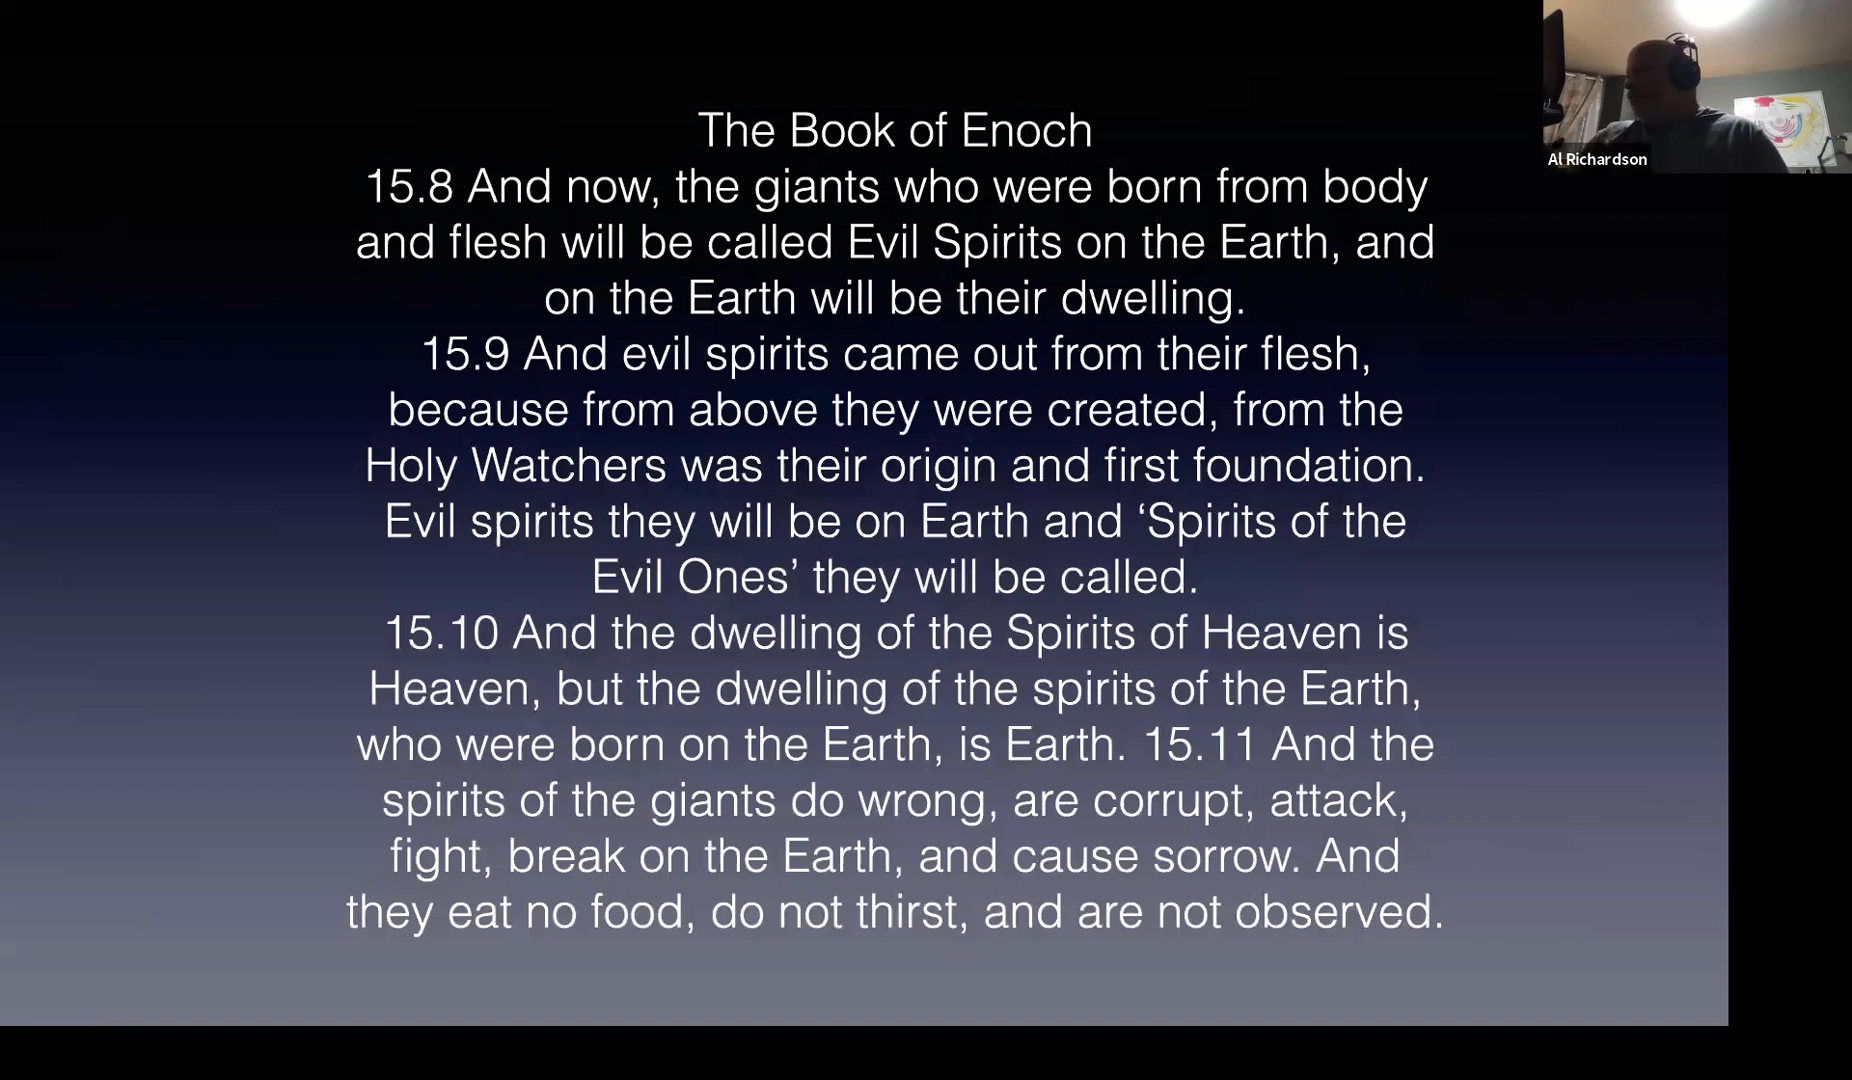 The Book of Enoch
15.8 And now, the giants who were born from body
and flesh will be called Evil Spirits on the Earth, and
on the Earth will be their dwelling.
15.9 And evil spirits came out from their flesh,
because from above they were created, from the
Holy Watchers was their origin and first foundation.
Evil spirits they will be on Earth and ‘Spirits of the
Evil Ones’ they will be called.
15.10 And the dwelling of the Spirits of Heaven is
Heaven, but the dwelling of the spirits of the Earth,
who were born on the Earth, is Earth. 15.11 And the
spirits of the giants do wrong, are corrupt, attack,
fight, break on the Earth, and cause sorrow. And
they eat no food, do not thirst, and are not observed.
Al Richardson